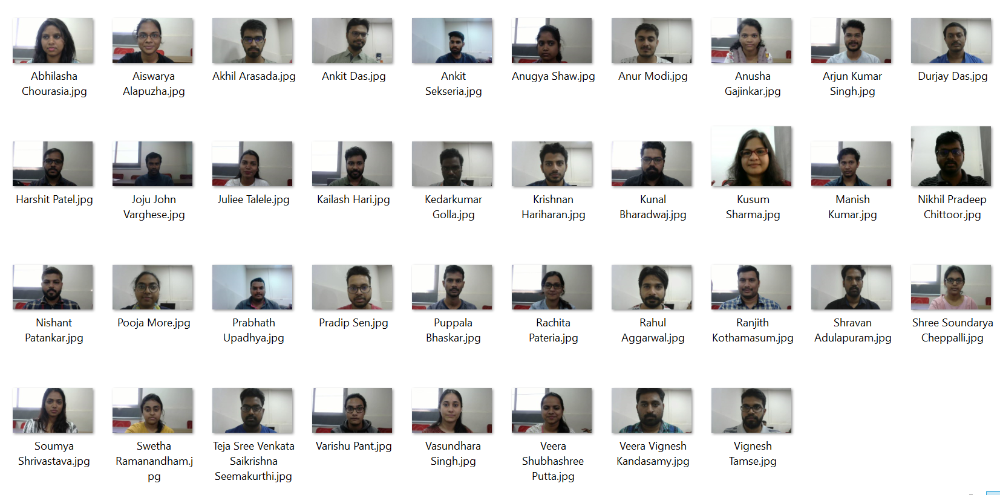 Abhilasha
Chourasia.jpg
Aiswarya
Alapuzha.jpg
Akhil Arasada.jpg
Ankit Das.jpg
Ankit
Sekseria.jpg
Anugya Shaw.jpg
Anur Modi.jpg
Anusha
Gajinkar.jpg
Arjun Kumar
Singh.jpg
Durjay Das.jpg
Harshit Patel.jpg
Joju John
Varghese.jpg
Juliee Talele.jpg
Kailash Hari.jpg
Kedarkumar
Golla.jpg
Krishnan
Hariharan.jpg
Kunal
Bharadwaj.jpg
Kusum
Sharma.jpg
Manish
Kumar.jpg
Nikhil Pradeep
Chittoor.jpg
Nishant
Patankar.jpg
Pooja More.jpg
Prabhath
Upadhya.jpg
Pradip Sen.jpg
Puppala
Bhaskar.jpg
Rachita
Pateria.jpg
Rahul
Aggarwal.jpg
Ranjith
Kothamasum.jpg
Shravan
Adulapuram.jpg
Shree Soundarya
Cheppalli.jpg
Soumya
Shrivastava.jpg
Swetha
Ramanandham.j
pg
Teja Sree Venkata
Saikrishna
Seemakurthi.jpg
Varishu Pant.jpg
Vasundhara
Singh.jpg
Veera
Shubhashree
Putta.jpg
Veera Vignesh
Kandasamy.jpg
Vignesh
Tamse.jpg